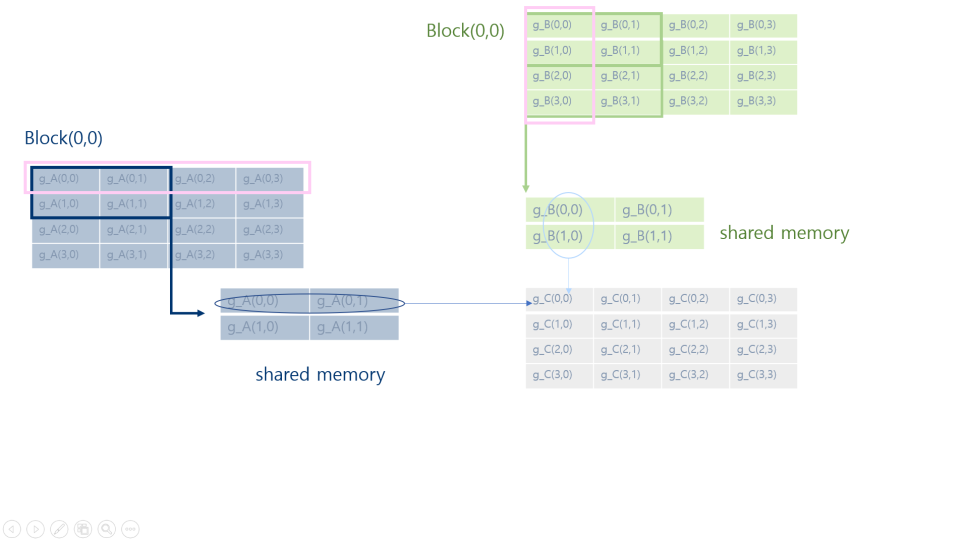 Block(0,0)
g_B(0,0) g_B(0,1) g_B(0,2) g_B(0,3)
g_B(1,0) g_B(1,1) g_B(1,2) g_B(1,3)
g_B(2,0) g_B(2,1) g_B(2,2) g_B(2,3)
g_B(3,0) g_B(3,1) g_B(3,2) g_B(3,3)
Block(0,0)
g_A(0,0) g_A(0,1) g_A(0,2) g_A(0,3)
g_A(1,0) g_A(1,1) g_A(1,2) g_A(1,3)
g_A(2,0) g_A(2,1) g_A(2,2) g_A(2,3)
g_A(3,0) g_A(3,1) g_A(3,2) g_A(3,3)
g_B(0,0) g_B(0,1)
g_B(1,0) g_B(1,1)
shared memory
g_A(0,0) g_A(0,1)
g_A(1,0) g_A(1,1)
shared memory
g_C(0,0) g_C(0,1) g_C(0,2) g_C(0,3)
g_C(1,0) g_C(1,1) g_C(1,2) g_C(1,3)
g_C(2,0) g_C(2,1) g_C(2,2) g_C(2,3)
g_C(3,0) g_C(3,1) g_C(3,2) g_C(3,3)